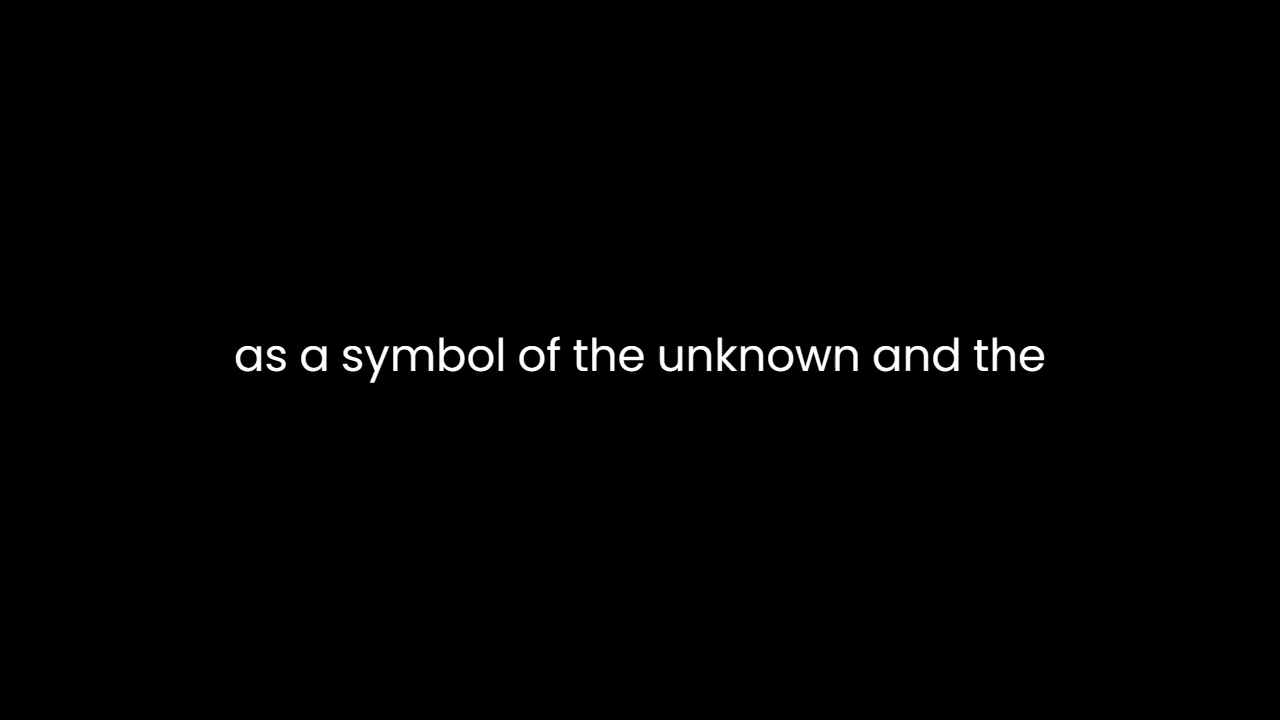 as a symbol of the unknown and the